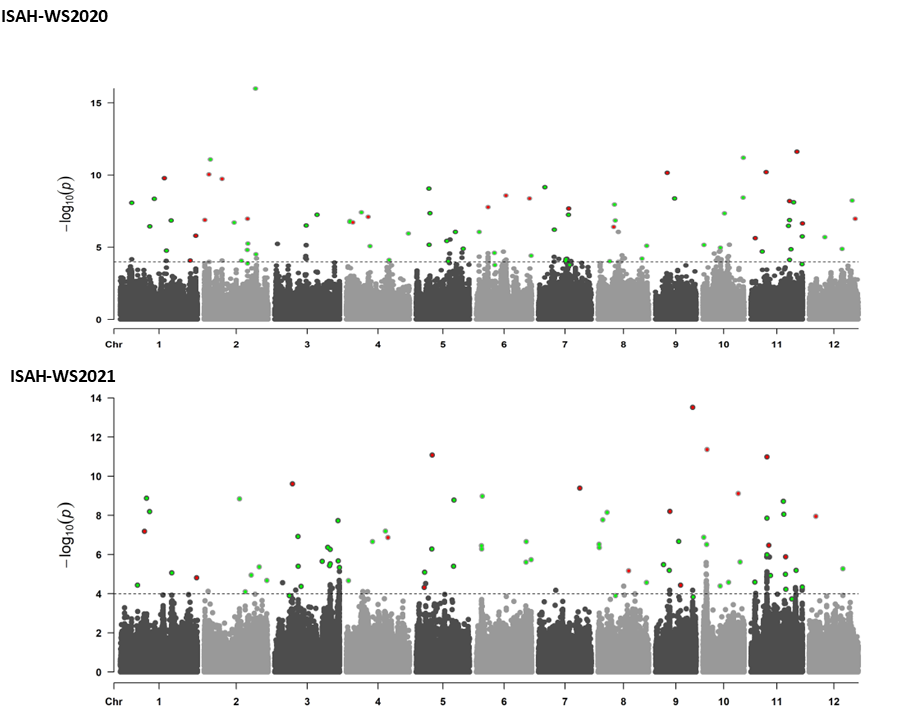 ISAH-WS2020
−log₁₀(p)
15
10
5
0
Chr 1 2 3 4 5 6 7 8 9 10 11 12
ISAH-WS2021
−log₁₀(p)
14
12
10
8
6
4
2
0
Chr 1 2 3 4 5 6 7 8 9 10 11 12